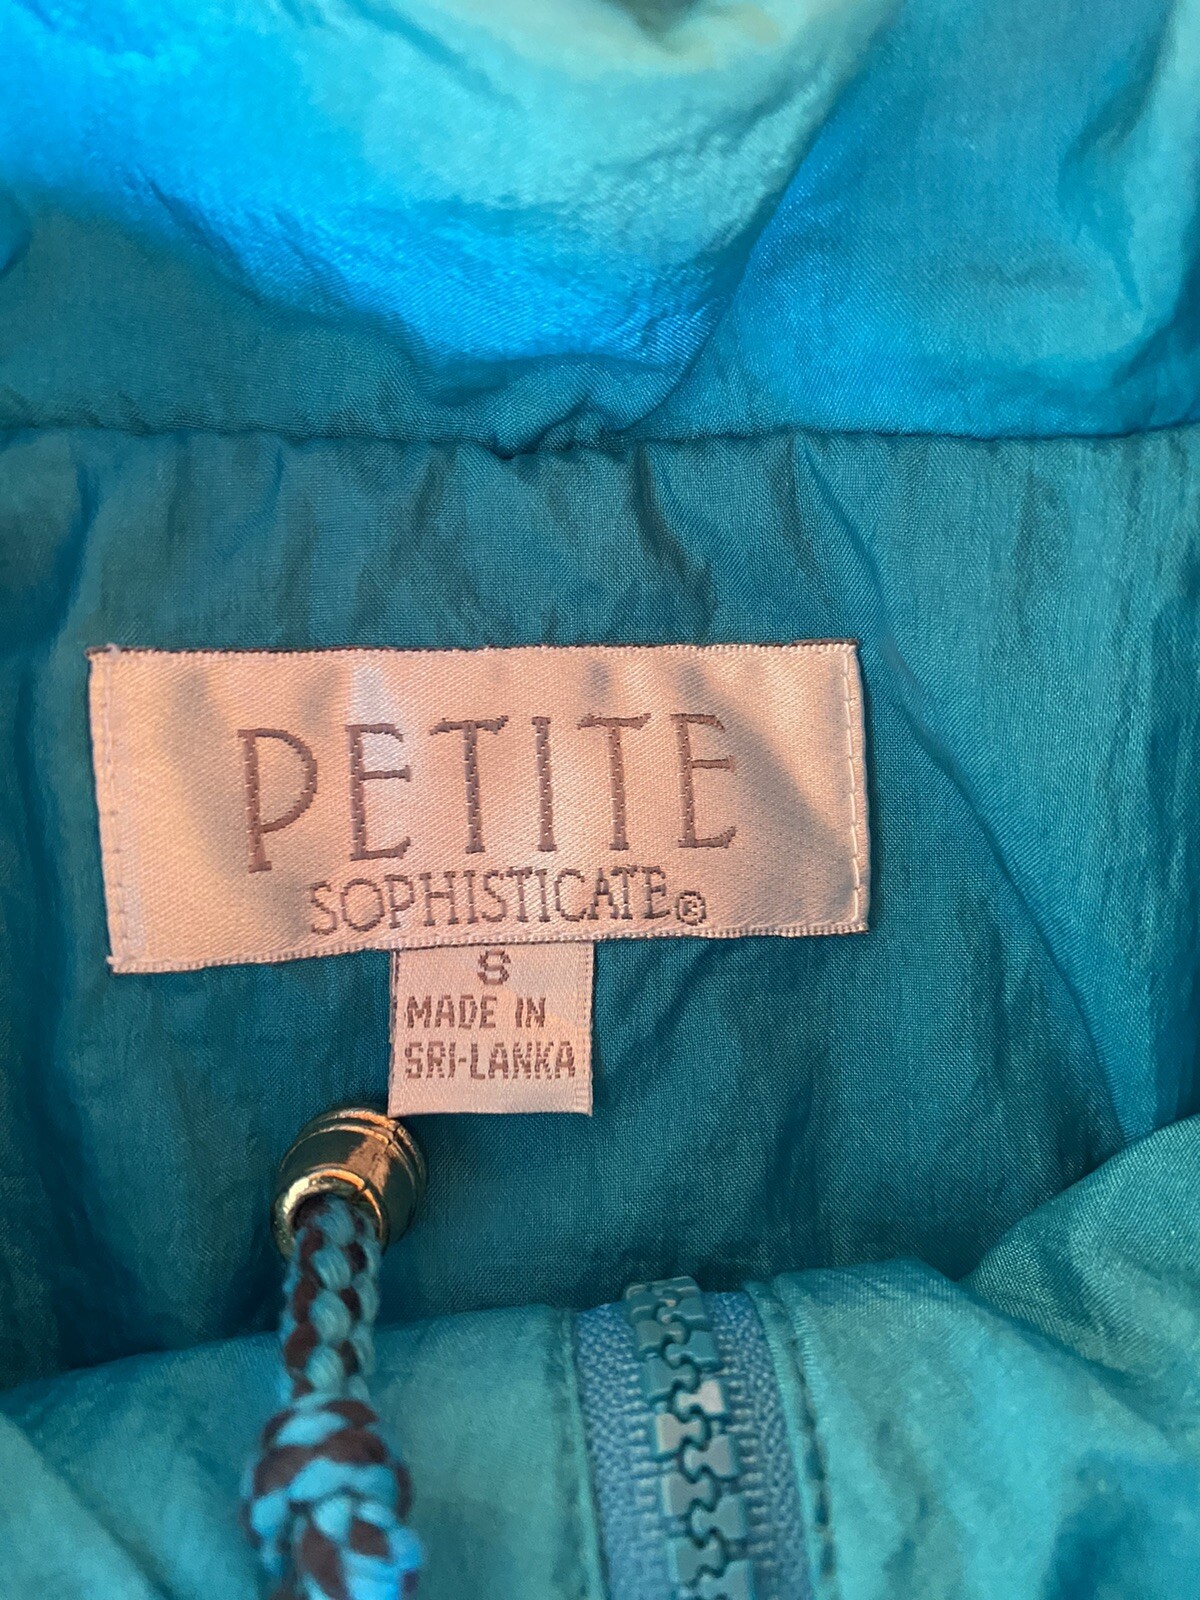 PETITE
SOPHISTICATE®
S
MADE IN
SRI-LANKA